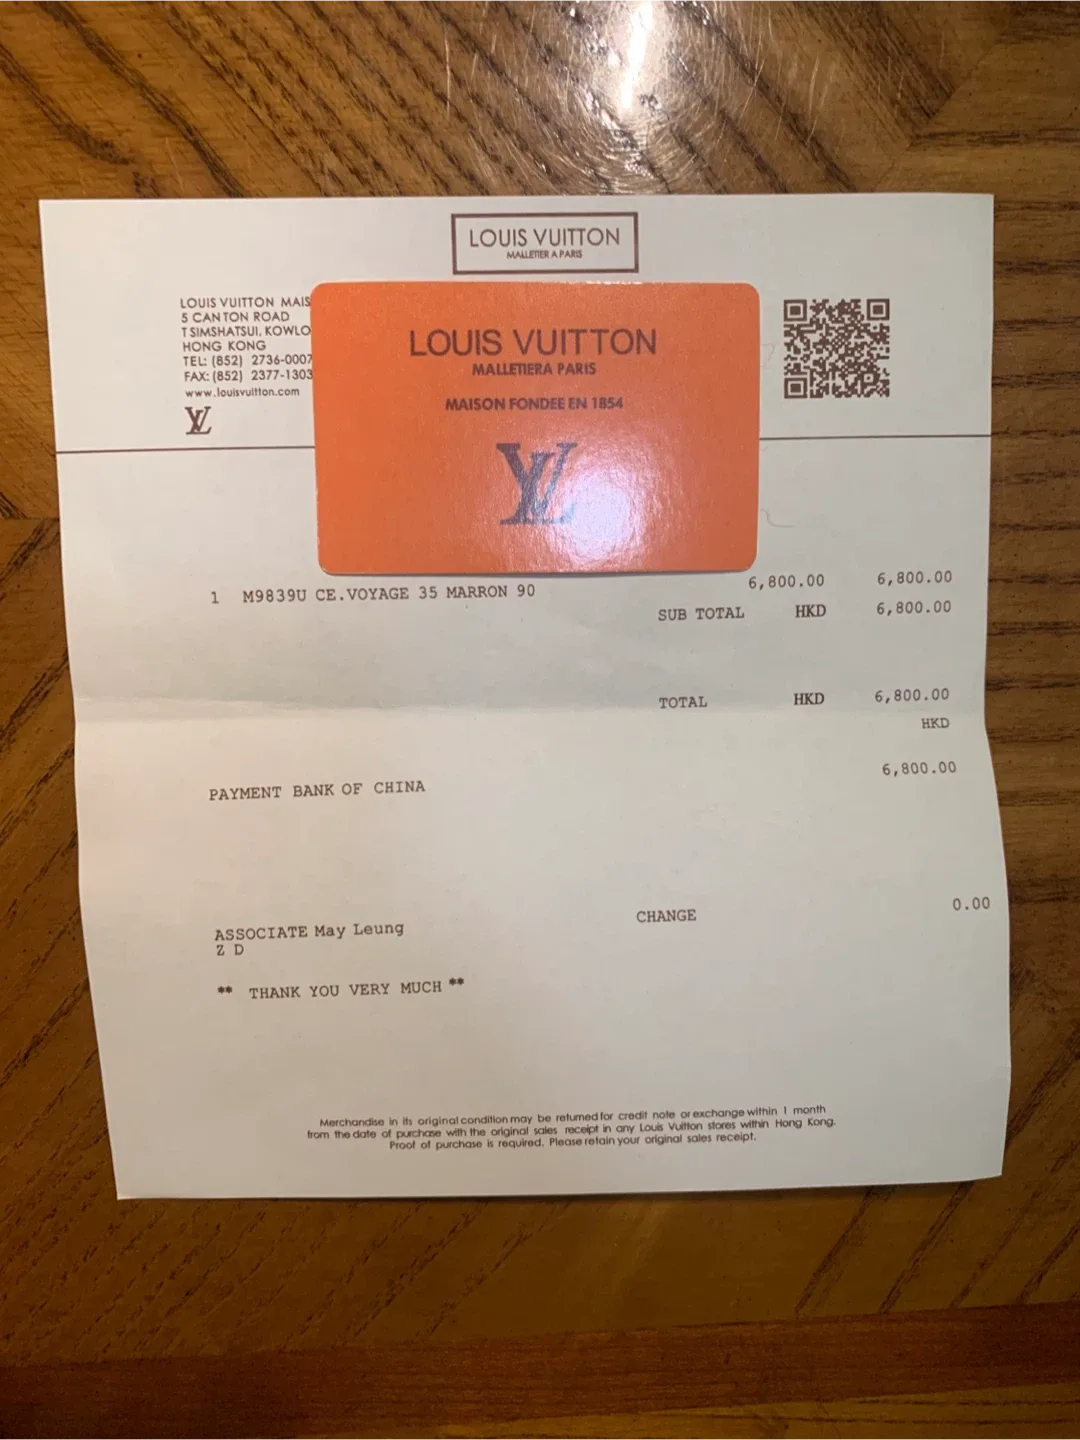 LOUIS VUITTON
MALLETIER A PARIS
LOUIS VUITTON MAIS
5 CANTON ROAD
TSIMSHATSUI, KOWLO
HONG KONG
TEL: (852) 2736-0007
FAX: (852) 2377-1303
www.louisvuitton.com
LV
LOUIS VUITTON
MALLETIERA PARIS
MAISON FONDEE EN 1854
LV
1 M9839U CE.VOYAGE 35 MARRON 90 6,800.00 6,800.00
SUB TOTAL HKD 6,800.00
TOTAL HKD 6,800.00
HKD
PAYMENT BANK OF CHINA 6,800.00
ASSOCIATE May Leung CHANGE 0.00
Z D
** THANK YOU VERY MUCH **
Merchandise in its original condition may be returned for credit note or exchange within 1 month
from the date of purchase with the original sales receipt in any Louis Vuitton stores within Hong Kong.
Proof of purchase is required. Please retain your original sales receipt.